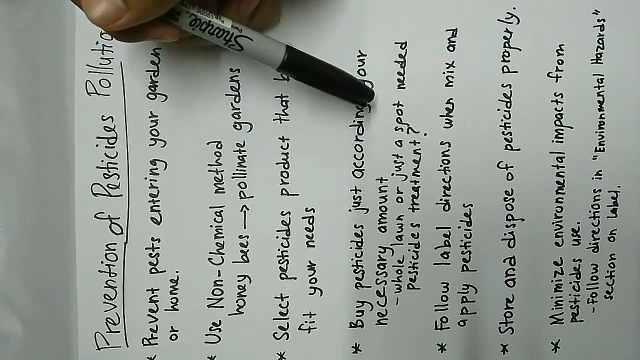 Prevention of Pesticides Pollution
* Prevent pests entering your garden
or home.
* Use Non-Chemical method
honey bees → pollinate gardens
* Select pesticides product that
fit your needs
* Buy pesticides just according your
necessary amount
- whole lawn or just a spot needed
pesticides treatment?
* Follow label directions when mix and
apply pesticides
* Store and dispose of pesticides properly.
* Minimize environmental impacts from
pesticides use.
- Follow directions in "Environmental Hazards"
section on label.
Sharpie